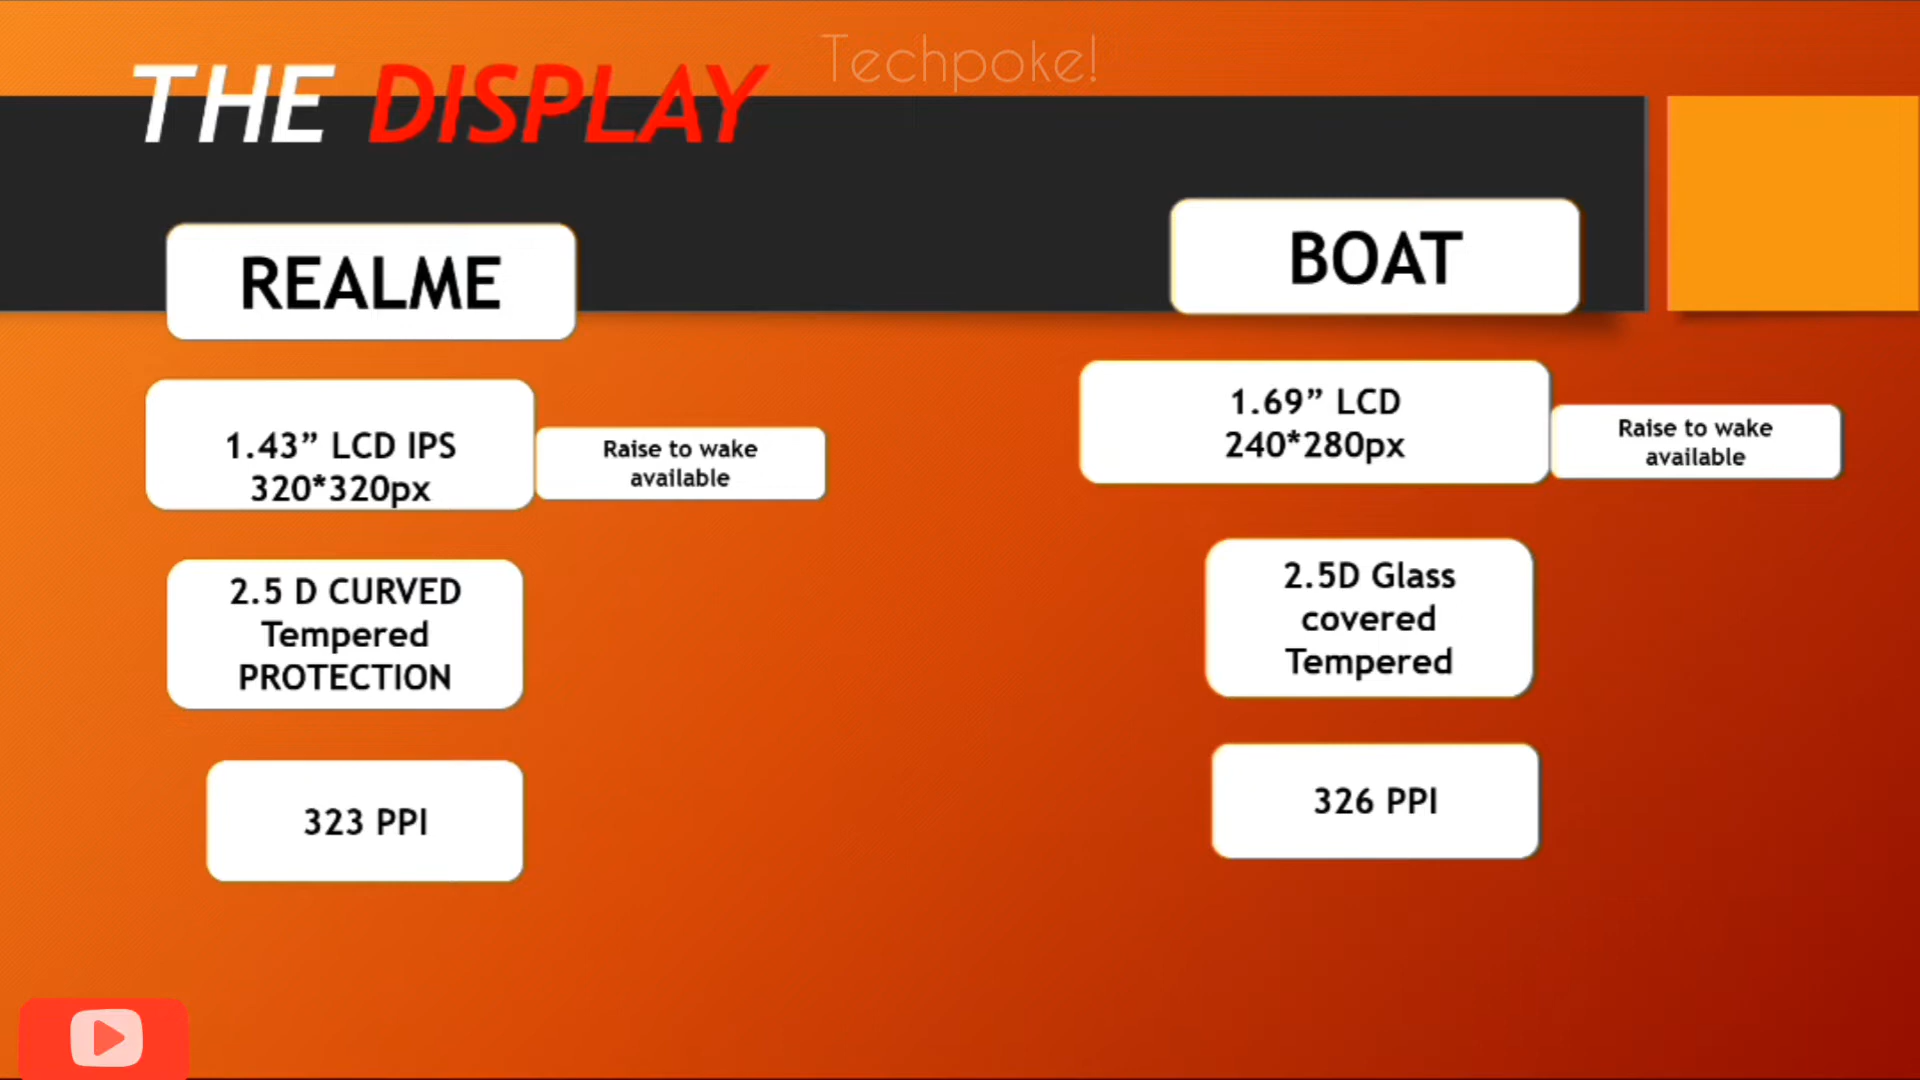 Techpoke!
THE DISPLAY
REALME
1.43” LCD IPS
320*320px
Raise to wake
available
2.5 D CURVED
Tempered
PROTECTION
323 PPI
BOAT
1.69” LCD
240*280px
Raise to wake
available
2.5D Glass
covered
Tempered
326 PPI